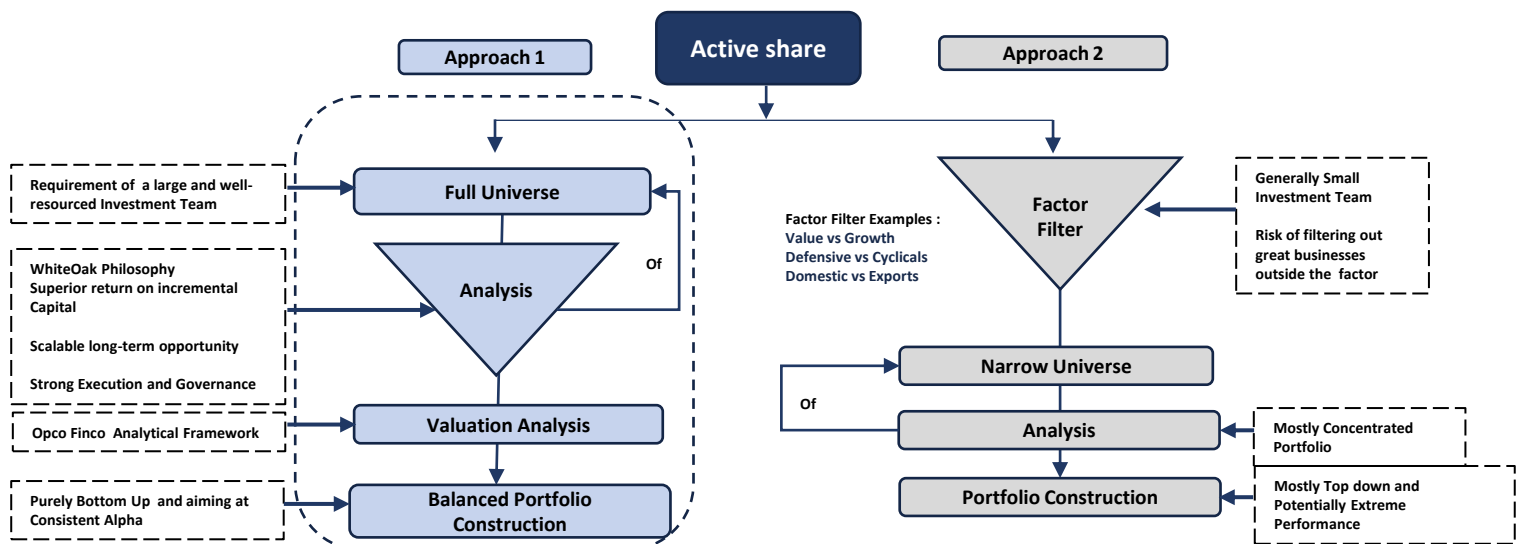 Active share
Approach 1
Approach 2
Requirement of a large and well-
resourced Investment Team
Full Universe
WhiteOak Philosophy
Superior return on incremental
Capital
Scalable long-term opportunity
Strong Execution and Governance
Analysis
Of
Opco Finco Analytical Framework
Valuation Analysis
Purely Bottom Up and aiming at
Consistent Alpha
Balanced Portfolio
Construction
Factor Filter Examples :
Value vs Growth
Defensive vs Cyclicals
Domestic vs Exports
Factor
Filter
Generally Small
Investment Team
Risk of filtering out
great businesses
outside the factor
Narrow Universe
Of
Analysis
Mostly Concentrated
Portfolio
Portfolio Construction
Mostly Top down and
Potentially Extreme
Performance